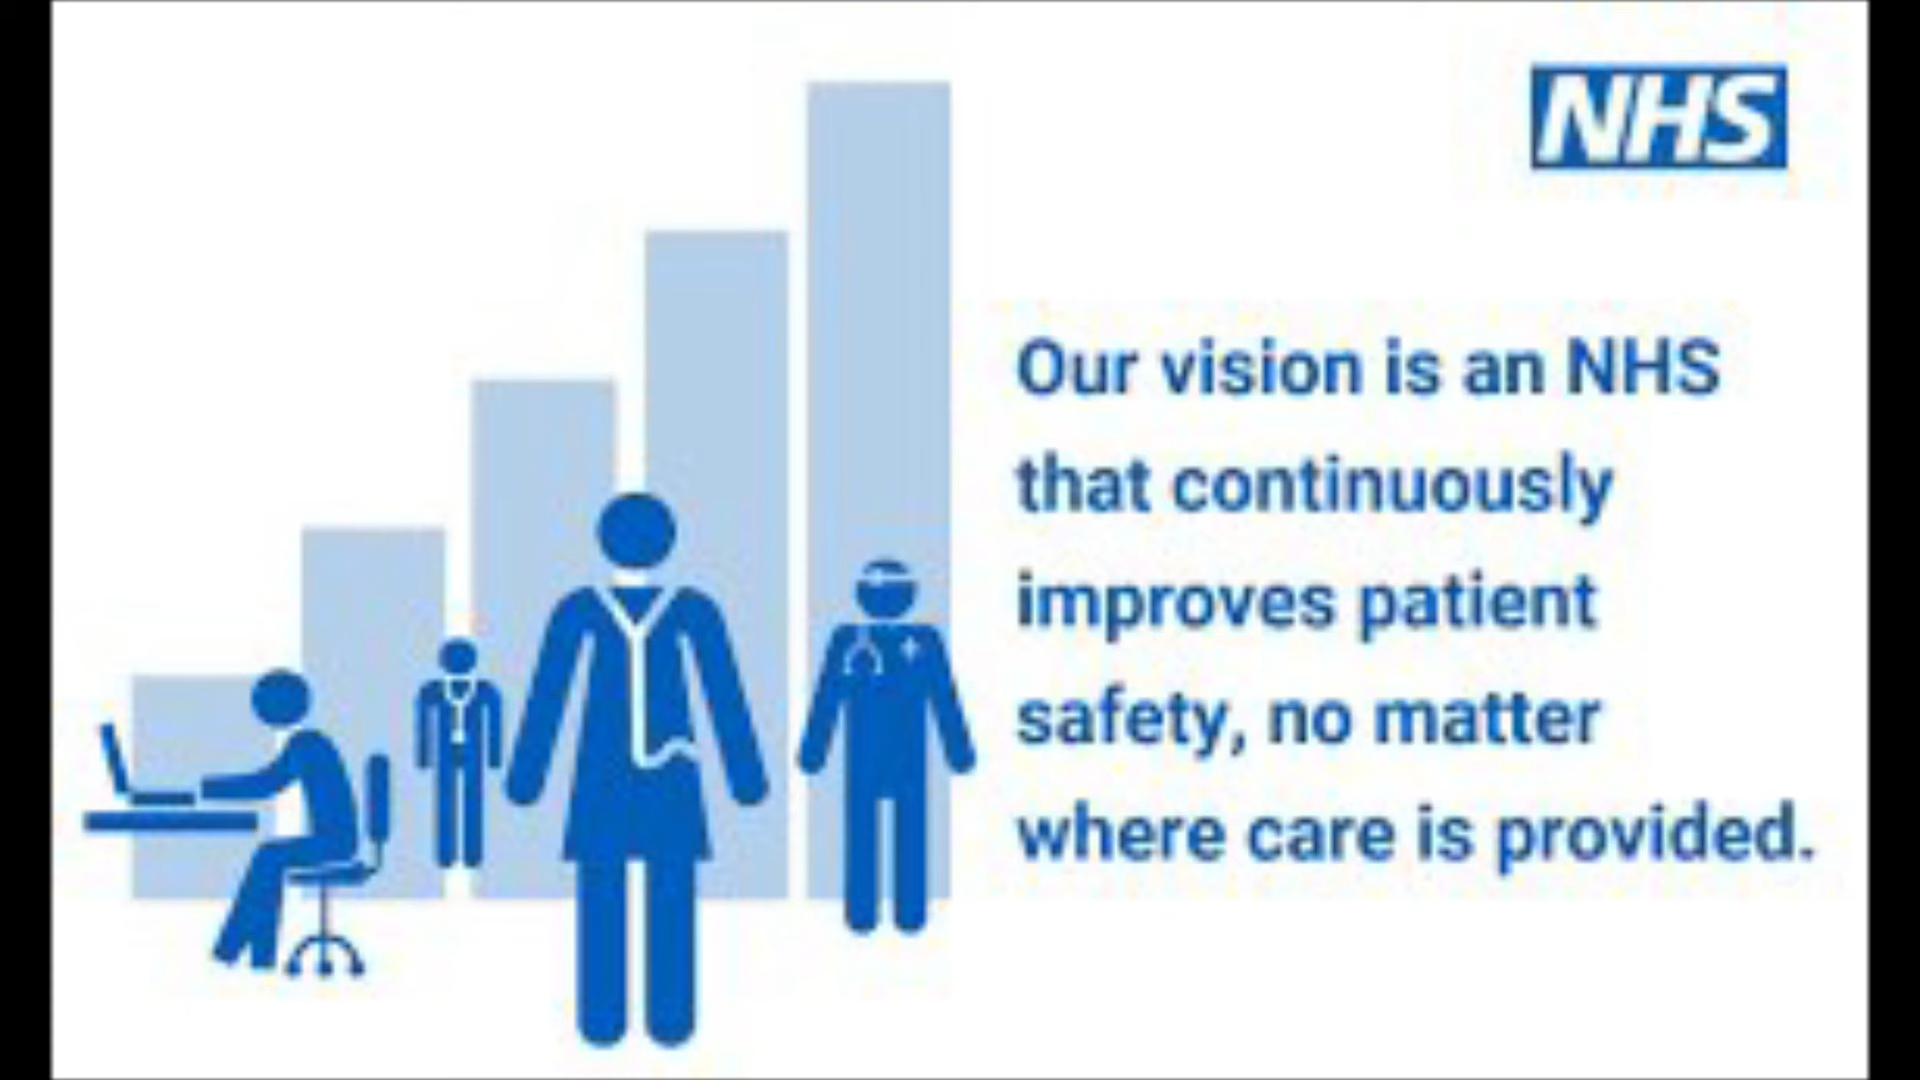 NHS
Our vision is an NHS
that continuously
improves patient
safety, no matter
where care is provided.